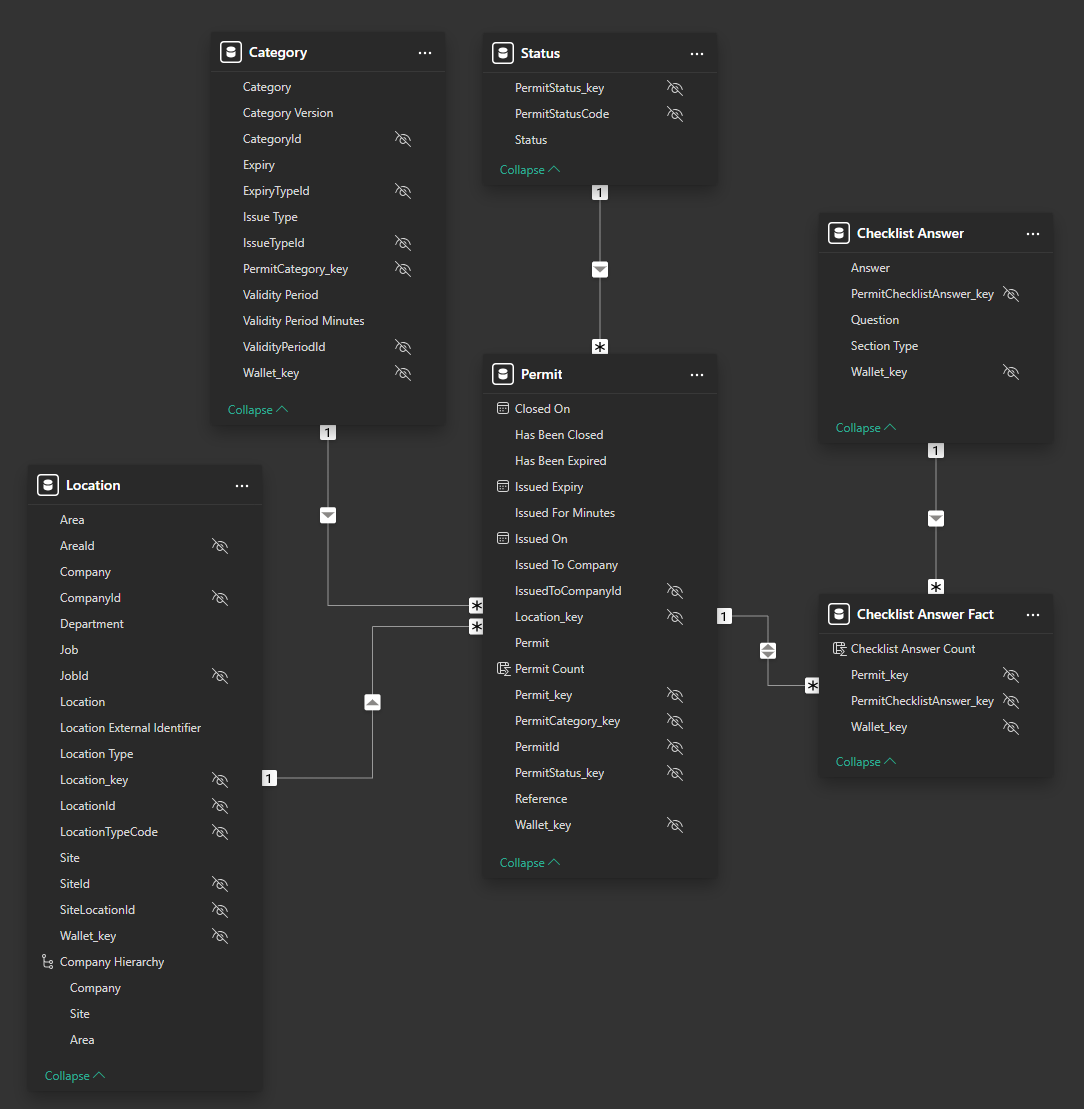 Category
Category
Category Version
CategoryId
Expiry
ExpiryTypeId
Issue Type
IssueTypeId
PermitCategory_key
Validity Period
Validity Period Minutes
ValidityPeriodId
Wallet_key
Collapse
1
Status
PermitStatus_key
PermitStatusCode
Status
Collapse
1
*
Checklist Answer
Answer
PermitChecklistAnswer_key
Question
Section Type
Wallet_key
Collapse
1
*
Location
Area
AreaId
Company
CompanyId
Department
Job
JobId
Location
Location External Identifier
Location Type
Location_key
LocationId
LocationTypeCode
Site
SiteId
SiteLocationId
Wallet_key
Company Hierarchy
Company
Site
Area
Collapse
1
*
*
Permit
Closed On
Has Been Closed
Has Been Expired
Issued Expiry
Issued For Minutes
Issued On
Issued To Company
IssuedToCompanyId
Location_key
Permit
Permit Count
Permit_key
PermitCategory_key
PermitId
PermitStatus_key
Reference
Wallet_key
Collapse
1
*
Checklist Answer Fact
Checklist Answer Count
Permit_key
PermitChecklistAnswer_key
Wallet_key
Collapse